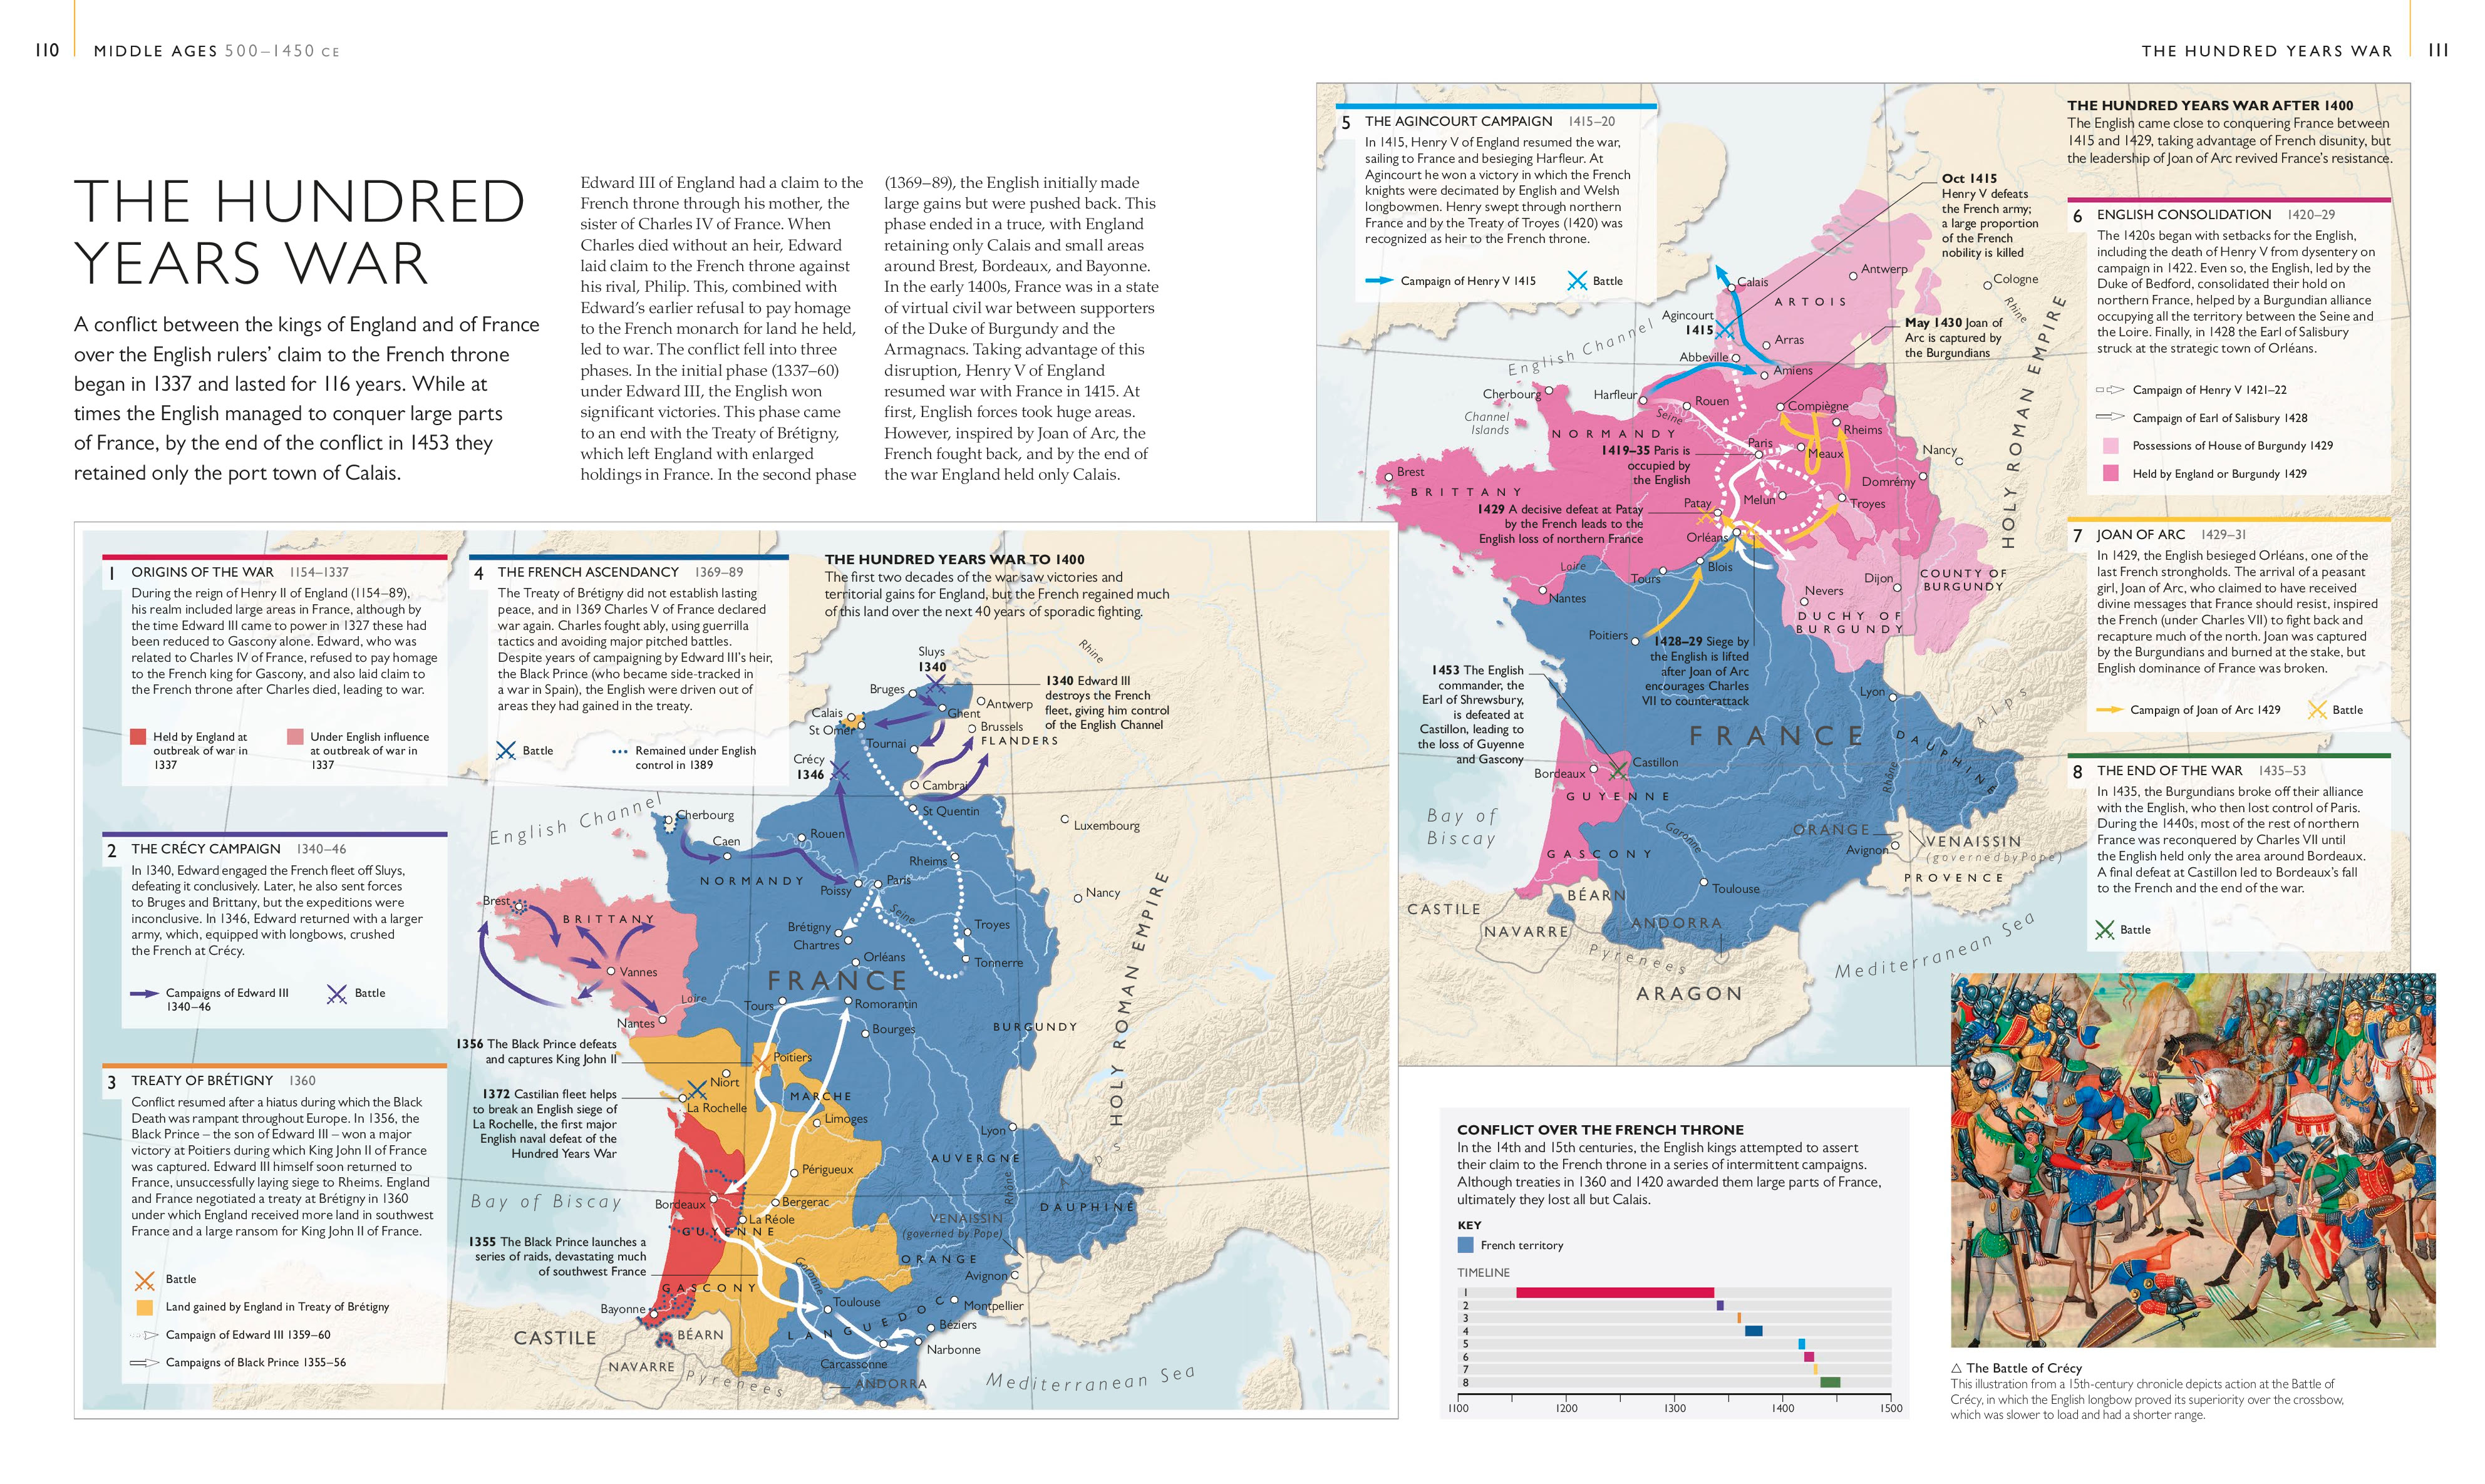 110
MIDDLE AGES 500–1450 CE
THE HUNDRED YEARS WAR
111
THE HUNDRED
YEARS WAR
A conflict between the kings of England and of France
over the English rulers' claim to the French throne
began in 1337 and lasted for 116 years. While at
times the English managed to conquer large parts
of France, by the end of the conflict in 1453 they
retained only the port town of Calais.
Edward III of England had a claim to the
French throne through his mother, the
sister of Charles IV of France. When
Charles died without an heir, Edward
laid claim to the French throne against
his rival, Philip. This, combined with
Edward's earlier refusal to pay homage
to the French monarch for land he held,
led to war. The conflict fell into three
phases. In the initial phase (1337–60)
under Edward III, the English won
significant victories. This phase came
to an end with the Treaty of Brétigny,
which left England with enlarged
holdings in France. In the second phase
(1369–89), the English initially made
large gains but were pushed back. This
phase ended in a truce, with England
retaining only Calais and small areas
around Brest, Bordeaux, and Bayonne.
In the early 1400s, France was in a state
of virtual civil war between supporters
of the Duke of Burgundy and the
Armagnacs. Taking advantage of this
disruption, Henry V of England
resumed war with France in 1415. At
first, English forces took huge areas.
However, inspired by Joan of Arc, the
French fought back, and by the end of
the war England held only Calais.
1 ORIGINS OF THE WAR 1154–1337
During the reign of Henry II of England (1154–89),
his realm included large areas in France, although by
the time Edward III came to power in 1327 these had
been reduced to Gascony alone. Edward, who was
related to Charles IV of France, refused to pay homage
to the French king for Gascony, and also laid claim to
the French throne after Charles died, leading to war.
Held by England at
outbreak of war in
1337
Under English influence
at outbreak of war in
1337
2 THE CRÉCY CAMPAIGN 1340–46
In 1340, Edward engaged the French fleet off Sluys,
defeating it conclusively. Later, he also sent forces
to Bruges and Brittany, but the expeditions were
inconclusive. In 1346, Edward returned with a larger
army, which, equipped with longbows, crushed
the French at Crécy.
Campaigns of Edward III
1340–46
Battle
3 TREATY OF BRÉTIGNY 1360
Conflict resumed after a hiatus during which the Black
Death was rampant throughout Europe. In 1356, the
Black Prince – the son of Edward III – won a major
victory at Poitiers during which King John II of France
was captured. Edward III himself soon returned to
France, unsuccessfully laying siege to Rheims. England
and France negotiated a treaty at Brétigny in 1360
under which England received more land in southwest
France and a large ransom for King John II of France.
Battle
Land gained by England in Treaty of Brétigny
Campaign of Edward III 1359–60
Campaigns of Black Prince 1355–56
4 THE FRENCH ASCENDANCY 1369–89
The Treaty of Brétigny did not establish lasting
peace, and in 1369 Charles V of France declared
war again. Charles fought ably, using guerrilla
tactics and avoiding major pitched battles.
Despite years of campaigning by Edward III's heir,
the Black Prince (who became side-tracked in
a war in Spain), the English were driven out of
areas they had gained in the treaty.
Battle
Remained under English
control in 1389
THE HUNDRED YEARS WAR TO 1400
The first two decades of the war saw victories and
territorial gains for England, but the French regained much
of this land over the next 40 years of sporadic fighting.
Sluys
1340
1340 Edward III
destroys the French
fleet, giving him control
of the English Channel
Rhine
Bruges
Antwerp
Ghent
Calais
St Omer
Brussels
FLANDERS
Tournai
Crécy
1346
Cambrai
St Quentin
English Channel
Cherbourg
Caen
Rouen
Luxembourg
Rheims
NORMANDY
Poissy
Paris
Nancy
Brest
BRITTANY
Seine
Brétigny
Chartres
Troyes
Orléans
Tonnerre
Vannes
FRANCE
Loire
Tours
Romorantin
Nantes
Bourges
BURGUNDY
HOLY ROMAN EMPIRE
1356 The Black Prince defeats
and captures King John II
Poitiers
Niort
1372 Castilian fleet helps
to break an English siege of
La Rochelle, the first major
English naval defeat of the
Hundred Years War
La Rochelle
MARCHE
Limoges
Lyon
AUVERGNE
Périgueux
Rhône
Bay of Biscay
Bordeaux
Bergerac
La Réole
GUYENNE
DAUPHINÉ
VENAISSIN
(governed by Pope)
1355 The Black Prince launches a
series of raids, devastating much
of southwest France
Garonne
ORANGE
Avignon
GASCONY
Bayonne
Toulouse
Montpellier
LANGUEDOC
Béziers
CASTILE
BÉARN
Narbonne
Carcassonne
NAVARRE
Pyrenees
ANDORRA
Mediterranean Sea
5 THE AGINCOURT CAMPAIGN 1415–20
In 1415, Henry V of England resumed the war,
sailing to France and besieging Harfleur. At
Agincourt he won a victory in which the French
knights were decimated by English and Welsh
longbowmen. Henry swept through northern
France and by the Treaty of Troyes (1420) was
recognized as heir to the French throne.
Campaign of Henry V 1415
Battle
THE HUNDRED YEARS WAR AFTER 1400
The English came close to conquering France between
1415 and 1429, taking advantage of French disunity, but
the leadership of Joan of Arc revived France's resistance.
6 ENGLISH CONSOLIDATION 1420–29
The 1420s began with setbacks for the English,
including the death of Henry V from dysentery on
campaign in 1422. Even so, the English, led by the
Duke of Bedford, consolidated their hold on
northern France, helped by a Burgundian alliance
occupying all the territory between the Seine and
the Loire. Finally, in 1428 the Earl of Salisbury
struck at the strategic town of Orléans.
Campaign of Henry V 1421–22
Campaign of Earl of Salisbury 1428
Possessions of House of Burgundy 1429
Held by England or Burgundy 1429
7 JOAN OF ARC 1429–31
In 1429, the English besieged Orléans, one of the
last French strongholds. The arrival of a peasant
girl, Joan of Arc, who claimed to have received
divine messages that France should resist, inspired
the French (under Charles VII) to fight back and
recapture much of the north. Joan was captured
by the Burgundians and burned at the stake, but
English dominance of France was broken.
Campaign of Joan of Arc 1429
Battle
8 THE END OF THE WAR 1435–53
In 1435, the Burgundians broke off their alliance
with the English, who then lost control of Paris.
During the 1440s, most of the rest of northern
France was reconquered by Charles VII until
the English held only the area around Bordeaux.
A final defeat at Castillon led to Bordeaux's fall
to the French and the end of the war.
Battle
Oct 1415
Henry V defeats
the French army;
a large proportion
of the French
nobility is killed
Antwerp
Cologne
Rhine
Calais
ARTOIS
Agincourt
1415
May 1430 Joan of
Arc is captured by
the Burgundians
English Channel
Arras
Abbeville
Amiens
Cherbourg
Harfleur
Rouen
Compiègne
Channel
Islands
Seine
Rheims
NORMANDY
Paris
Meaux
1419–35 Paris is
occupied by
the English
Nancy
Brest
BRITTANY
Domrémy
Melun
Patay
Troyes
1429 A decisive defeat at Patay
by the French leads to the
English loss of northern France
Orléans
HOLY ROMAN EMPIRE
Loire
Tours
Blois
Dijon
COUNTY OF
BURGUNDY
Nantes
Nevers
DUCHY OF
BURGUNDY
Poitiers
1428–29 Siege by
the English is lifted
after Joan of Arc
encourages Charles
VII to counterattack
1453 The English
commander, the
Earl of Shrewsbury,
is defeated at
Castillon, leading to
the loss of Guyenne
and Gascony
Lyon
Alps
FRANCE
DAUPHINÉ
Castillon
Bordeaux
Rhône
GUYENNE
Bay of
Biscay
Garonne
ORANGE
VENAISSIN
(governed by Pope)
Avignon
GASCONY
PROVENCE
Toulouse
BÉARN
CASTILE
NAVARRE
ANDORRA
Pyrenees
Mediterranean Sea
ARAGON
CONFLICT OVER THE FRENCH THRONE
In the 14th and 15th centuries, the English kings attempted to assert
their claim to the French throne in a series of intermittent campaigns.
Although treaties in 1360 and 1420 awarded them large parts of France,
ultimately they lost all but Calais.
KEY
French territory
TIMELINE
1
2
3
4
5
6
7
8
1100 1200 1300 1400 1500
△ The Battle of Crécy
This illustration from a 15th-century chronicle depicts action at the Battle of
Crécy, in which the English longbow proved its superiority over the crossbow,
which was slower to load and had a shorter range.